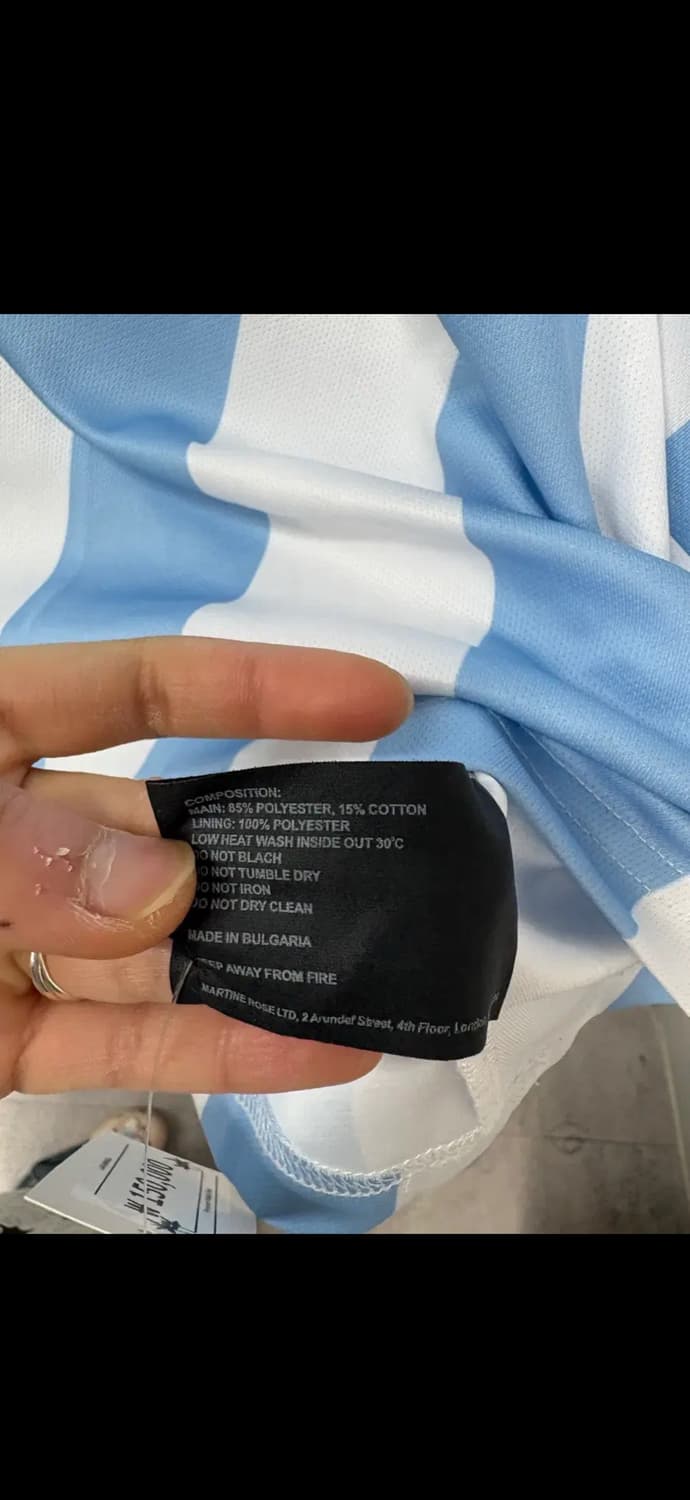 COMPOSITION:
MAIN: 85% POLYESTER, 15% COTTON
LINING: 100% POLYESTER
LOW HEAT WASH INSIDE OUT 30°C
DO NOT BLACH
DO NOT TUMBLE DRY
DO NOT IRON
DO NOT DRY CLEAN
MADE IN BULGARIA
KEEP AWAY FROM FIRE
MARTINE ROSE LTD, 2 Arundel Street, 4th Floor, London